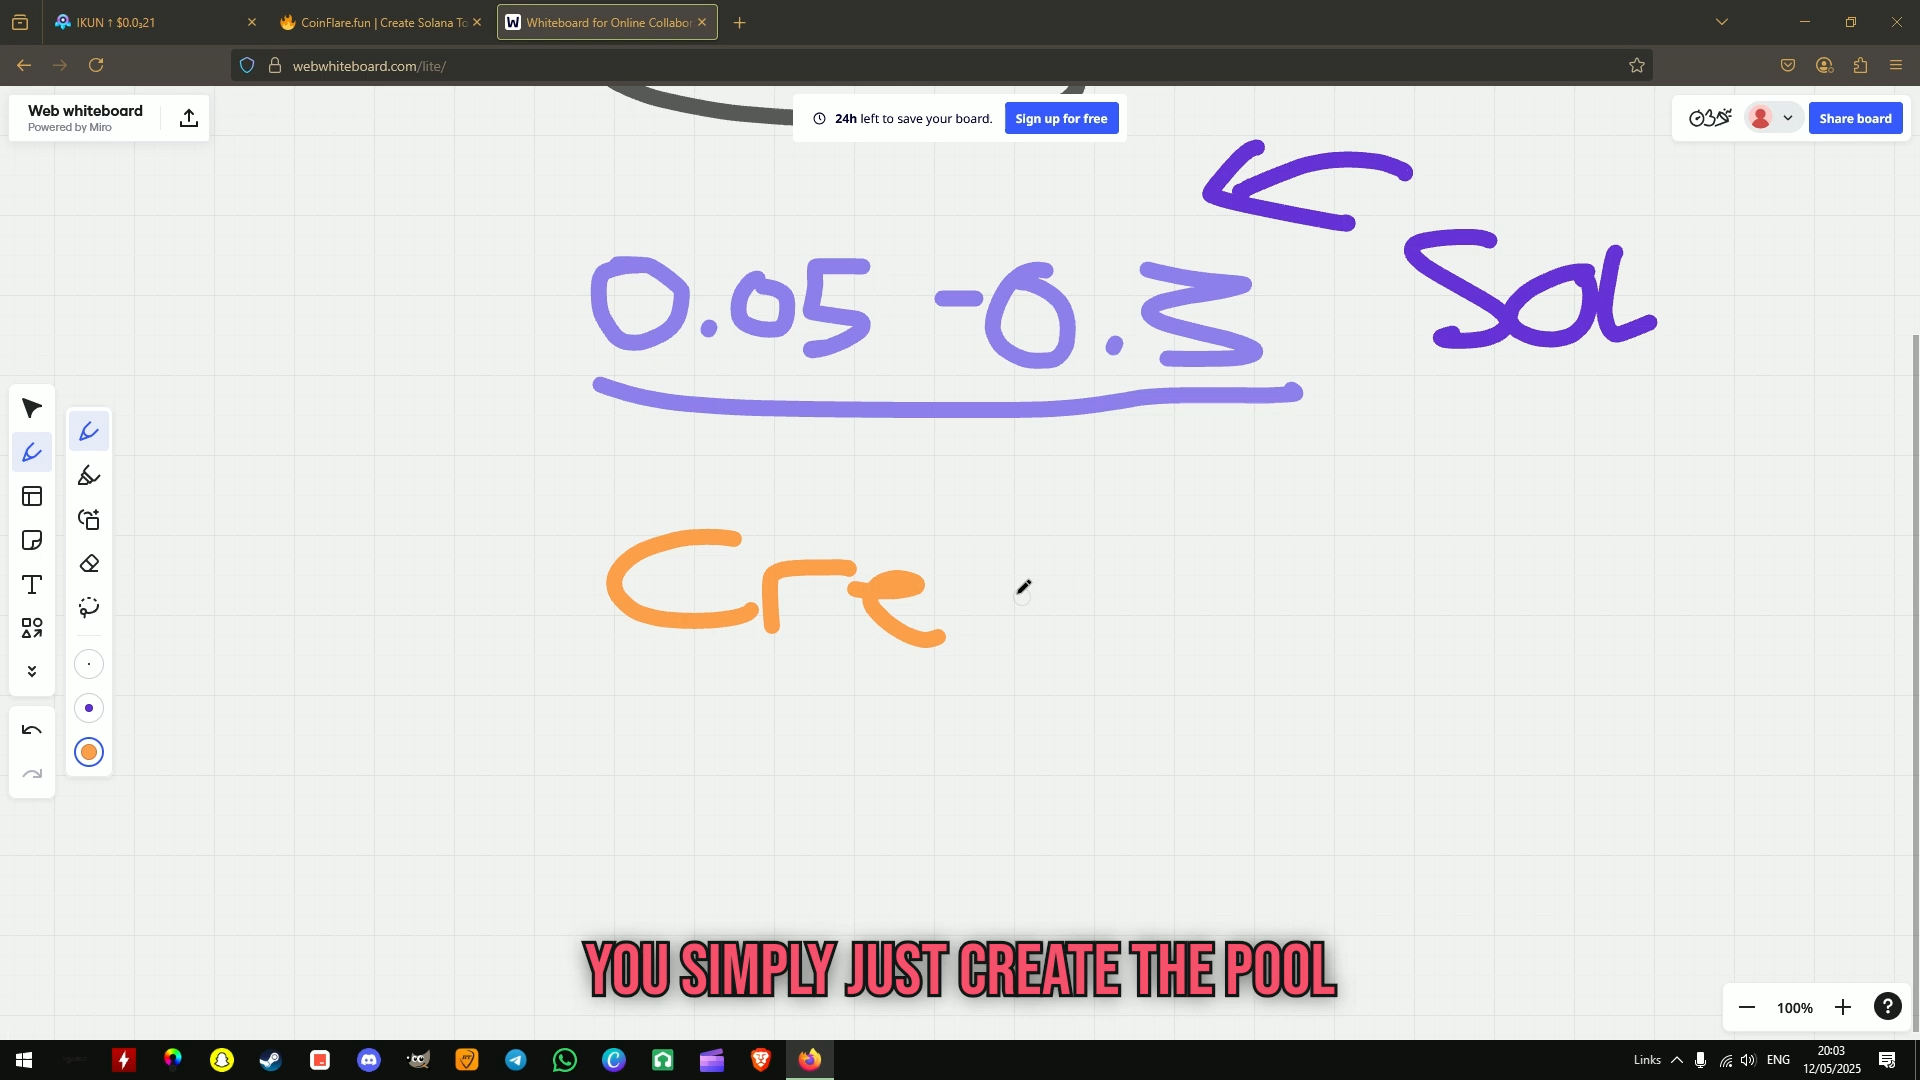 IKUN ↑ $0.0₃21
CoinFlare.fun | Create Solana To
Whiteboard for Online Collabor
webwhiteboard.com/lite/
Web whiteboard
Powered by Miro
24h left to save your board.
Sign up for free
Share board
Sol
0.05 - 0.3
Cre
YOU SIMPLY JUST CREATE THE POOL
100%
Links
ENG
20:03
12/05/2025